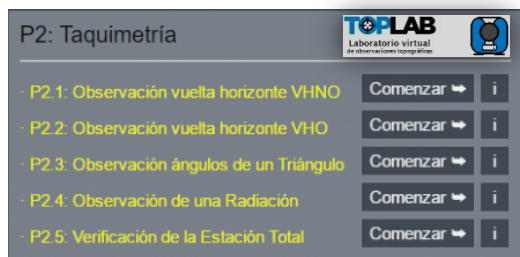 P2: Taquimetría
TOPLAB
Laboratorio virtual
de observaciones topográficas
· P2.1: Observación vuelta horizonte VHNO Comenzar ➥ i
· P2.2: Observación vuelta horizonte VHO Comenzar ➥ i
· P2.3: Observación ángulos de un Triángulo Comenzar ➥ i
· P2.4: Observación de una Radiación Comenzar ➥ i
· P2.5: Verificación de la Estación Total Comenzar ➥ i